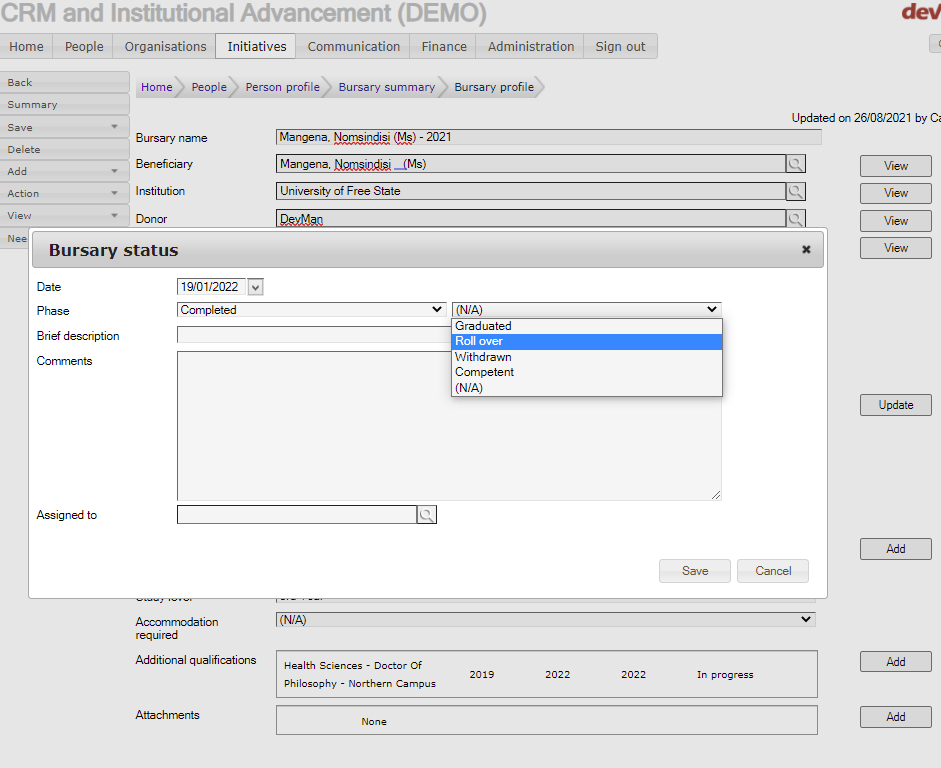 CRM and Institutional Advancement (DEMO)
dev
Home People Organisations Initiatives Communication Finance Administration Sign out
Back
Summary
Save
Delete
Add
Action
View
Nee
Home People Person profile Bursary summary Bursary profile
Updated on 26/08/2021 by Ca
Bursary name Mangena, Nomsindisi (Ms) - 2021
Beneficiary Mangena, Nomsindisi (Ms) View
Institution University of Free State View
Donor DevMan View
View
Bursary status
Date 19/01/2022
Phase Completed (N/A)
Graduated
Roll over
Withdrawn
Competent
(N/A)
Brief description
Comments
Update
Assigned to
Add
Save Cancel
Study level
Accommodation required (N/A)
Additional qualifications Health Sciences - Doctor Of
Philosophy - Northern Campus 2019 2022 2022 In progress Add
Attachments None Add